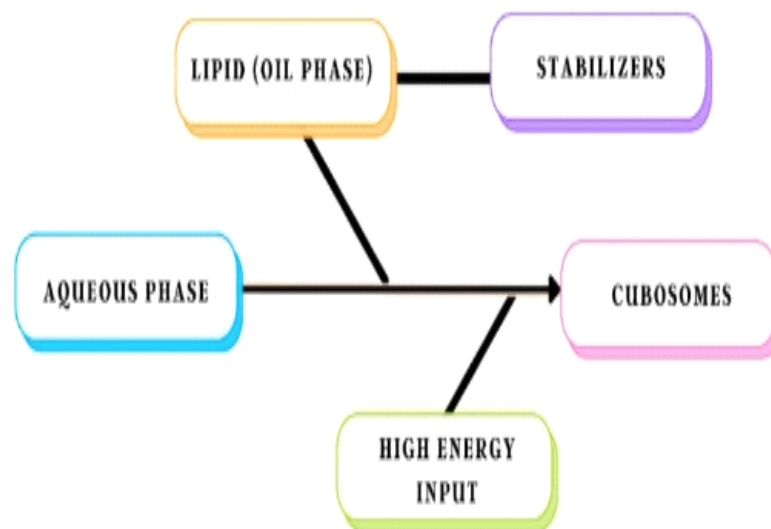 LIPID (OIL PHASE)
STABILIZERS
AQUEOUS PHASE
CUBOSOMES
HIGH ENERGY
INPUT